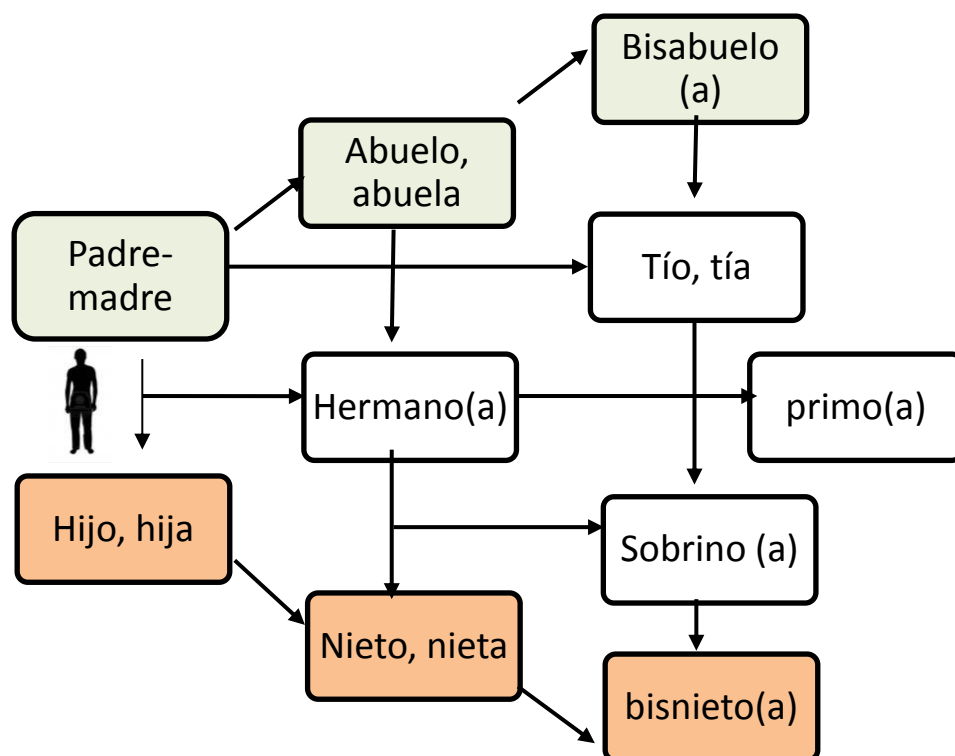 Bisabuelo
(a)
Abuelo,
abuela
Padre-
madre
Tío, tía
Hermano(a)
primo(a)
Hijo, hija
Sobrino (a)
Nieto, nieta
bisnieto(a)